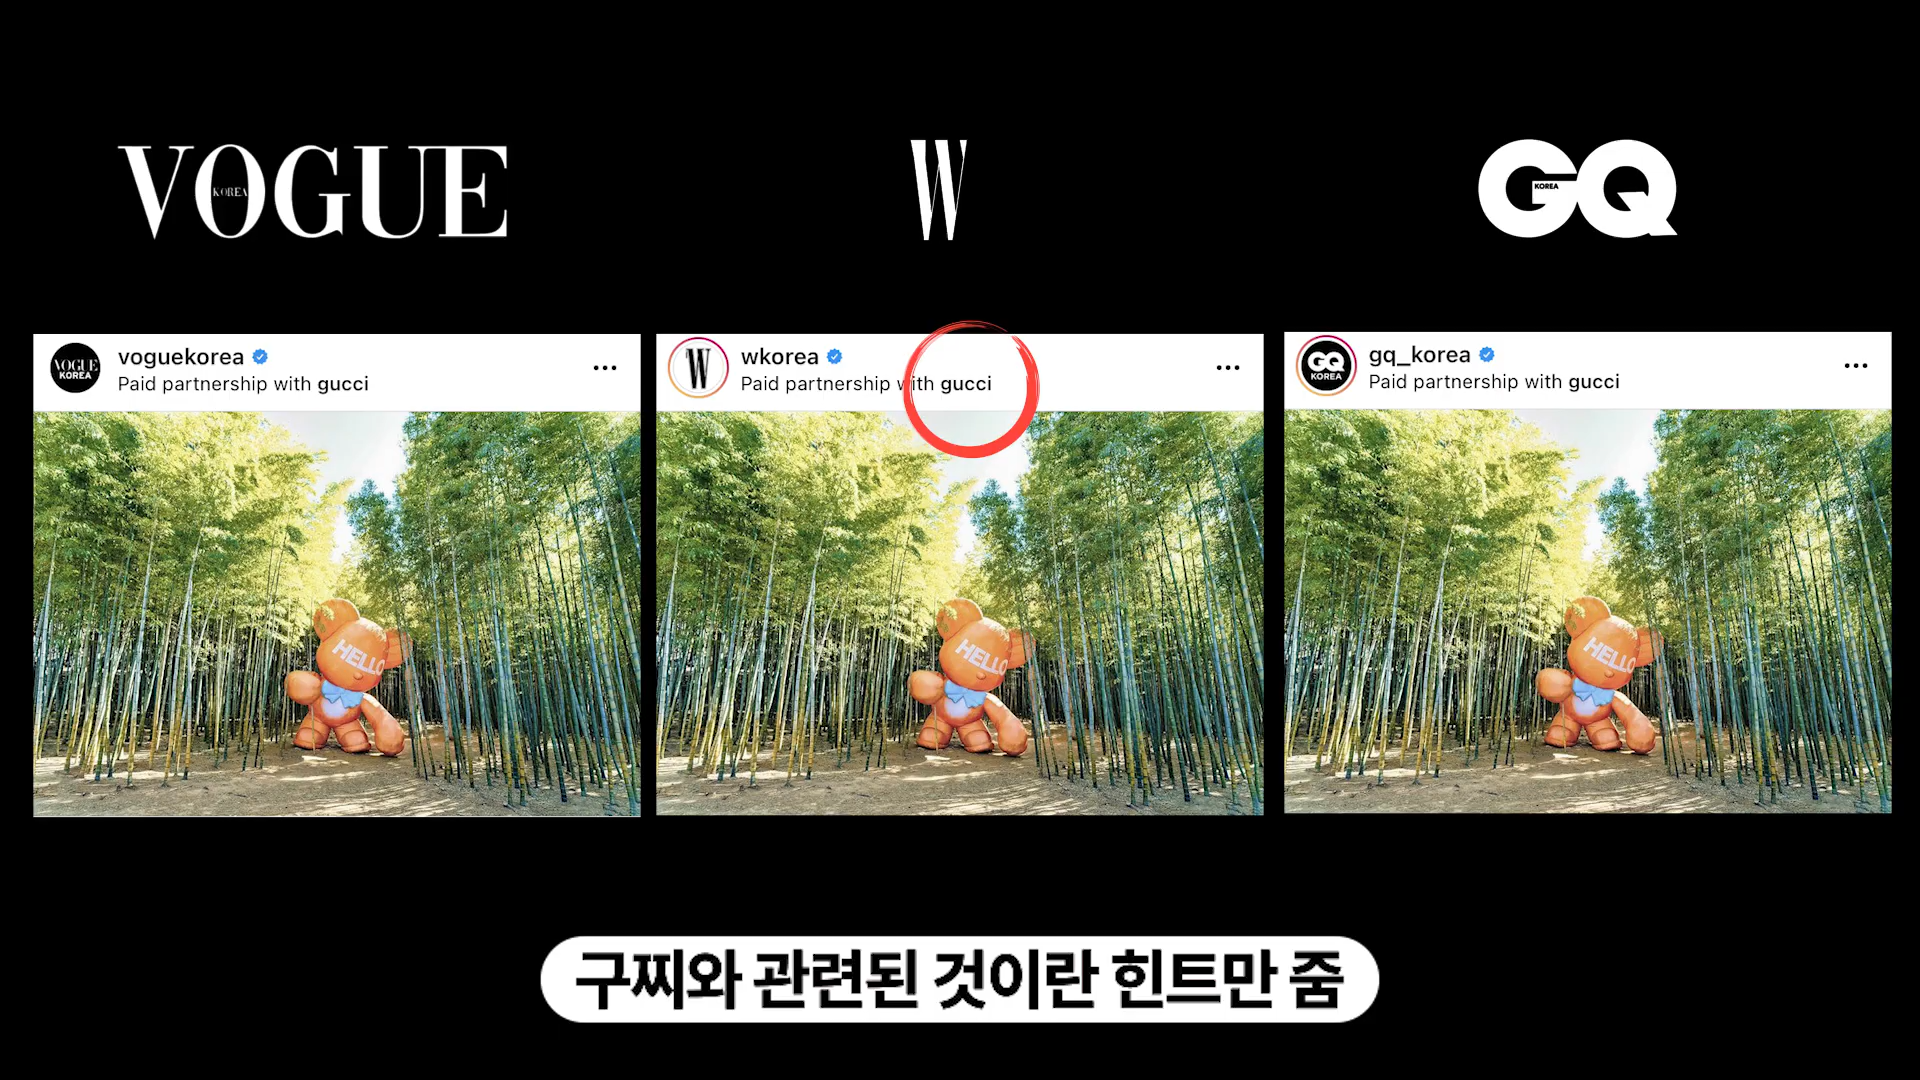 VOGUE
KOREA
W
GQ
KOREA
VOGUE
KOREA
voguekorea
Paid partnership with gucci
HELLO
W
wkorea
Paid partnership with gucci
HELLO
GQ
KOREA
gq_korea
Paid partnership with gucci
HELLO
구찌와 관련된 것이란 힌트만 줌